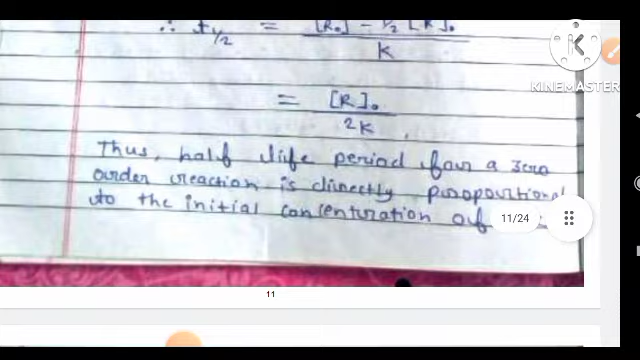 ∴ t1/2 = [R₀] - 1/2 [R]₀ / K
= [R]₀ / 2K .
Thus, half life period for a zero
order reaction is directly proportional
to the initial concentration of
11/24
11
KINEMASTER